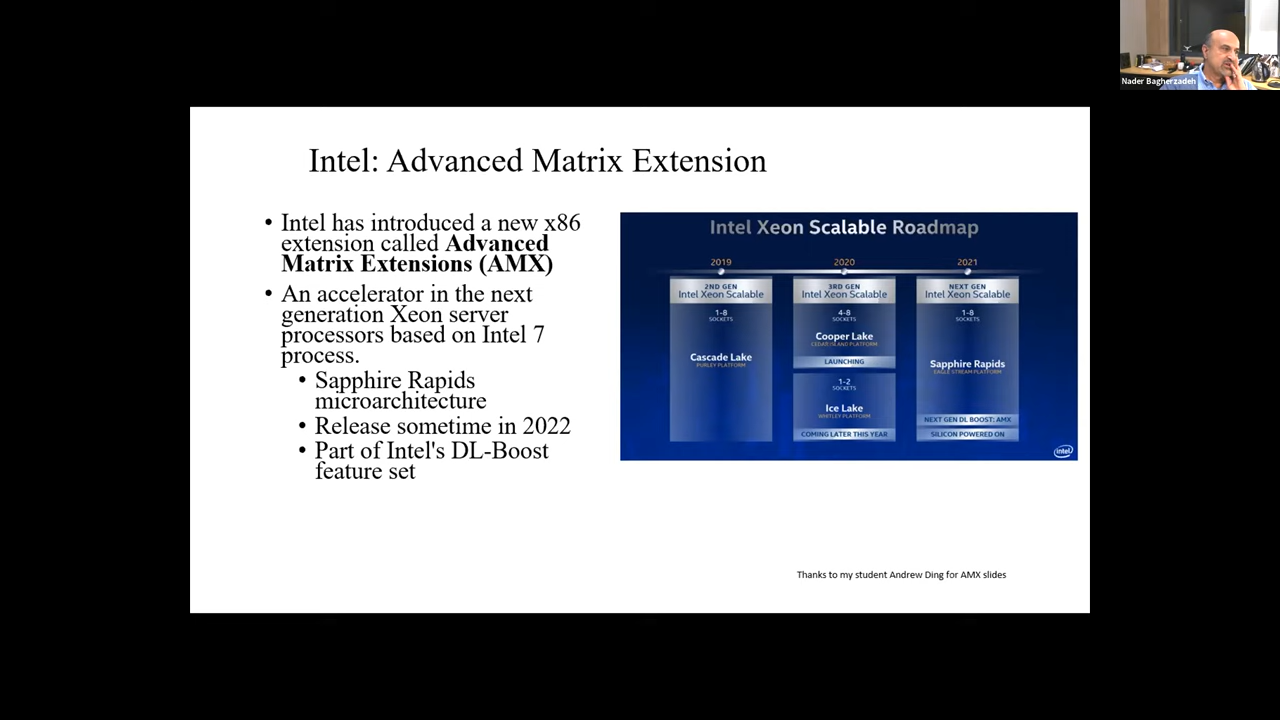 Nader Bagherzadeh
Intel: Advanced Matrix Extension
• Intel has introduced a new x86
extension called Advanced
Matrix Extensions (AMX)
• An accelerator in the next
generation Xeon server
processors based on Intel 7
process.
• Sapphire Rapids
microarchitecture
• Release sometime in 2022
• Part of Intel's DL-Boost
feature set
Intel Xeon Scalable Roadmap
2019
2ND GEN
Intel Xeon Scalable
1-8
SOCKETS
Cascade Lake
PURLEY PLATFORM
2020
3RD GEN
Intel Xeon Scalable
4-8
SOCKETS
Cooper Lake
CEDAR ISLAND PLATFORM
LAUNCHING
1-2
SOCKETS
Ice Lake
WHITLEY PLATFORM
COMING LATER THIS YEAR
2021
NEXT GEN
Intel Xeon Scalable
1-8
SOCKETS
Sapphire Rapids
EAGLE STREAM PLATFORM
NEXT GEN DL BOOST: AMX
SILICON POWERED ON
intel
Thanks to my student Andrew Ding for AMX slides